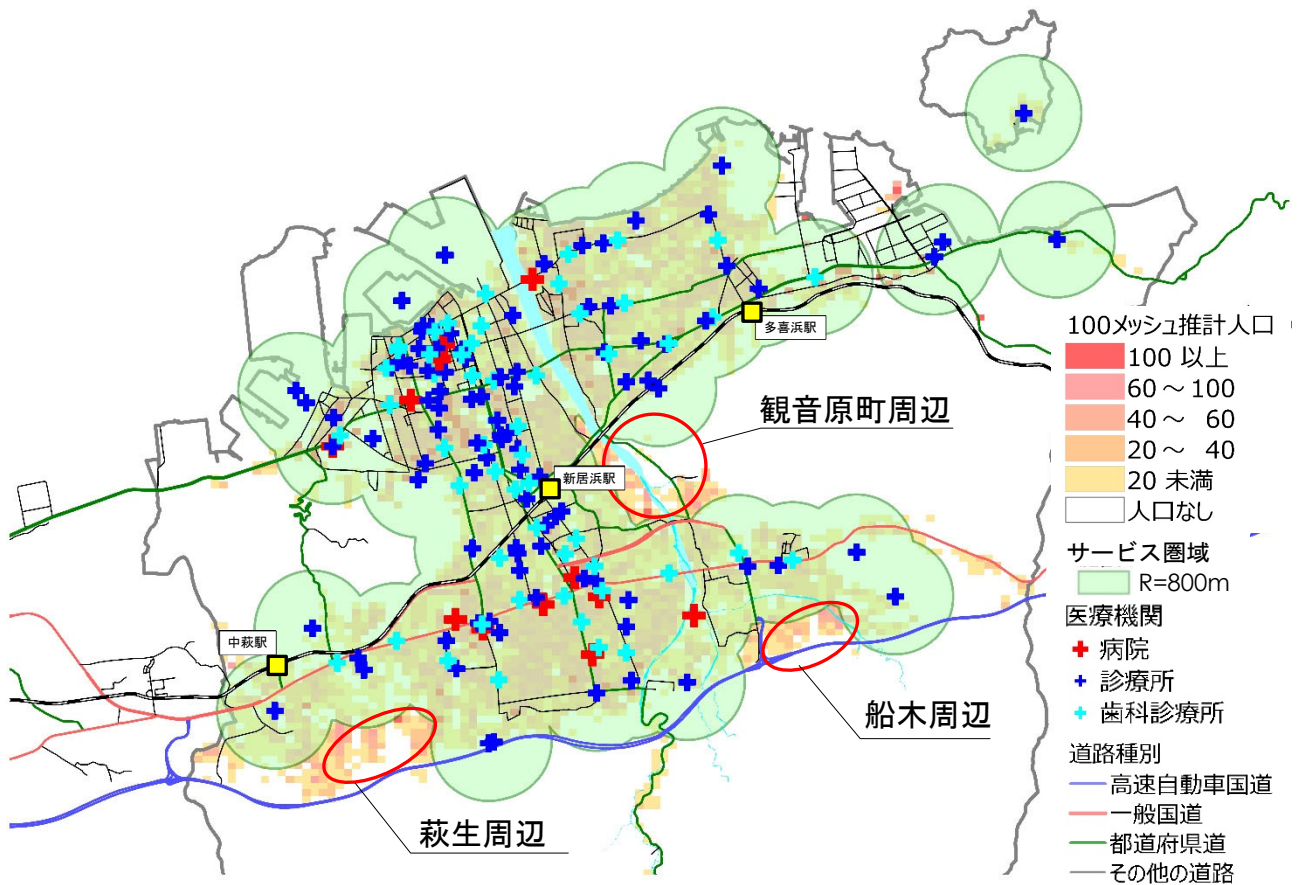 多喜浜駅
観音原町周辺
新居浜駅
中萩駅
船木周辺
萩生周辺
100メッシュ推計人口
100 以上
60～100
40～ 60
20～ 40
20 未満
人口なし
サービス圏域
R=800m
医療機関
病院
診療所
歯科診療所
道路種別
高速自動車国道
一般国道
都道府県道
その他の道路